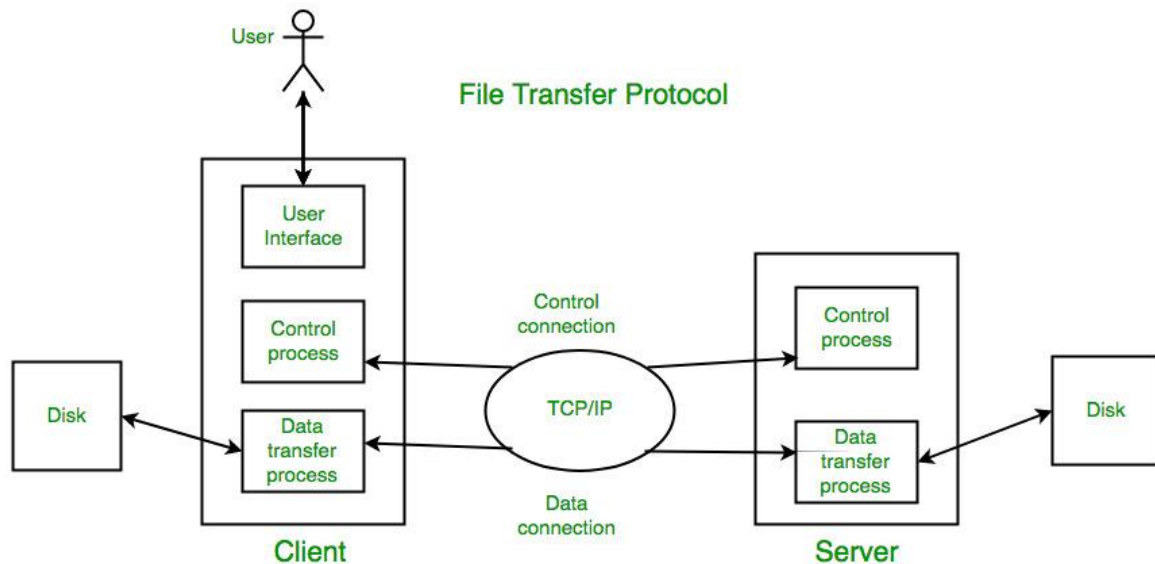 User
File Transfer Protocol
User
Interface
Control
process
Control
connection
Control
process
Disk
Data
transfer
process
TCP/IP
Data
transfer
process
Disk
Data
connection
Client
Server